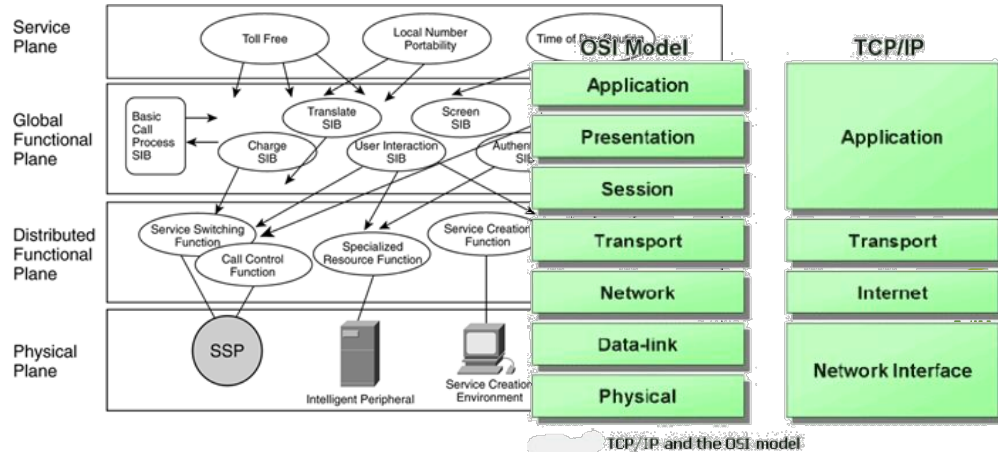 Service
Plane
Toll Free
Local Number
Portability
Time of
OSI Model
TCP/IP
Application
Global
Functional
Plane
Basic
Call
Process
SIB
Translate
SIB
Screen
SIB
Charge
SIB
User Interaction
SIB
Presentation
Application
Session
Distributed
Functional
Plane
Service Switching
Function
Call Control
Function
Specialized
Resource Function
Service Creation
Function
Transport
Transport
Network
Internet
Physical
Plane
SSP
Intelligent Peripheral
Service Creation
Environment
Data-link
Network Interface
Physical
TCP/IP and the OSI model